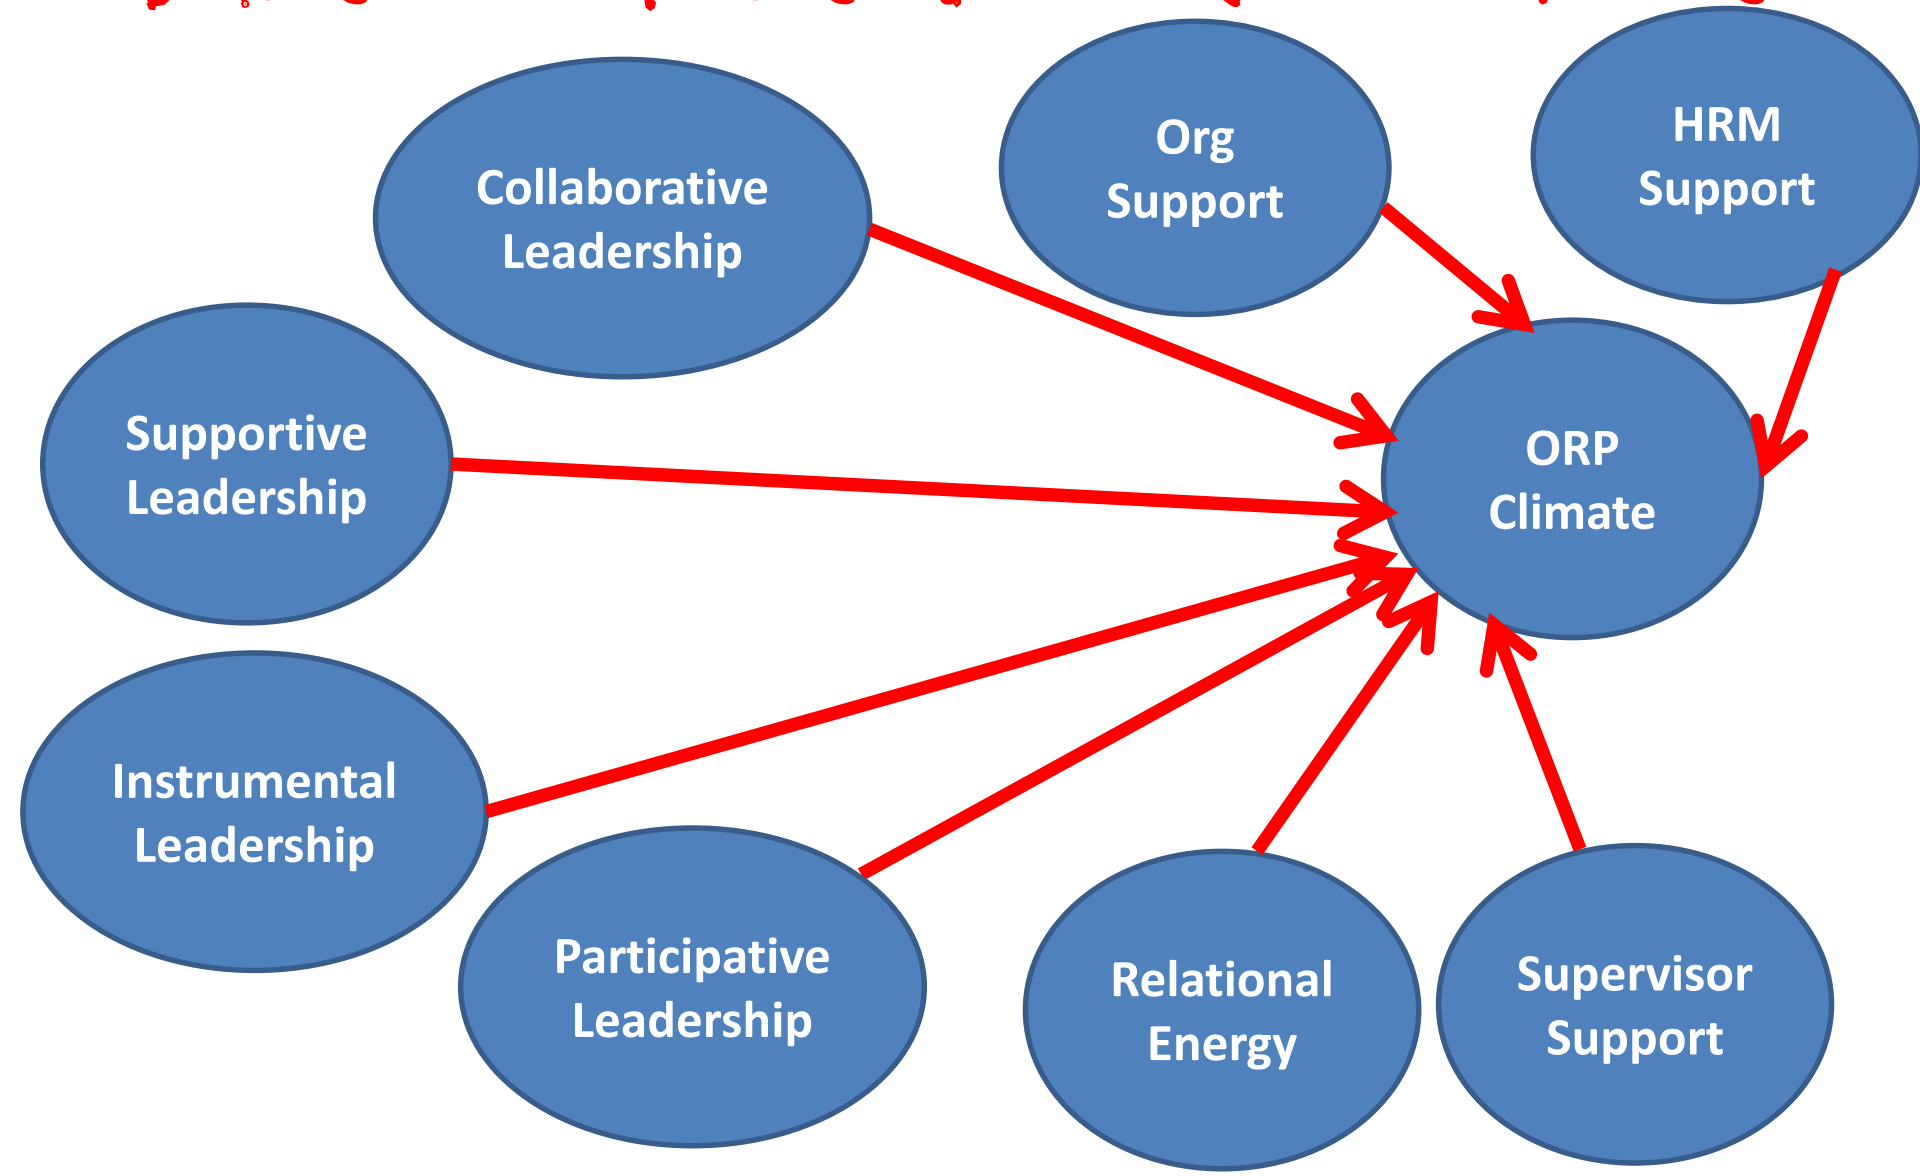 Org
Support
HRM
Support
Collaborative
Leadership
Supportive
Leadership
ORP
Climate
Instrumental
Leadership
Participative
Leadership
Relational
Energy
Supervisor
Support